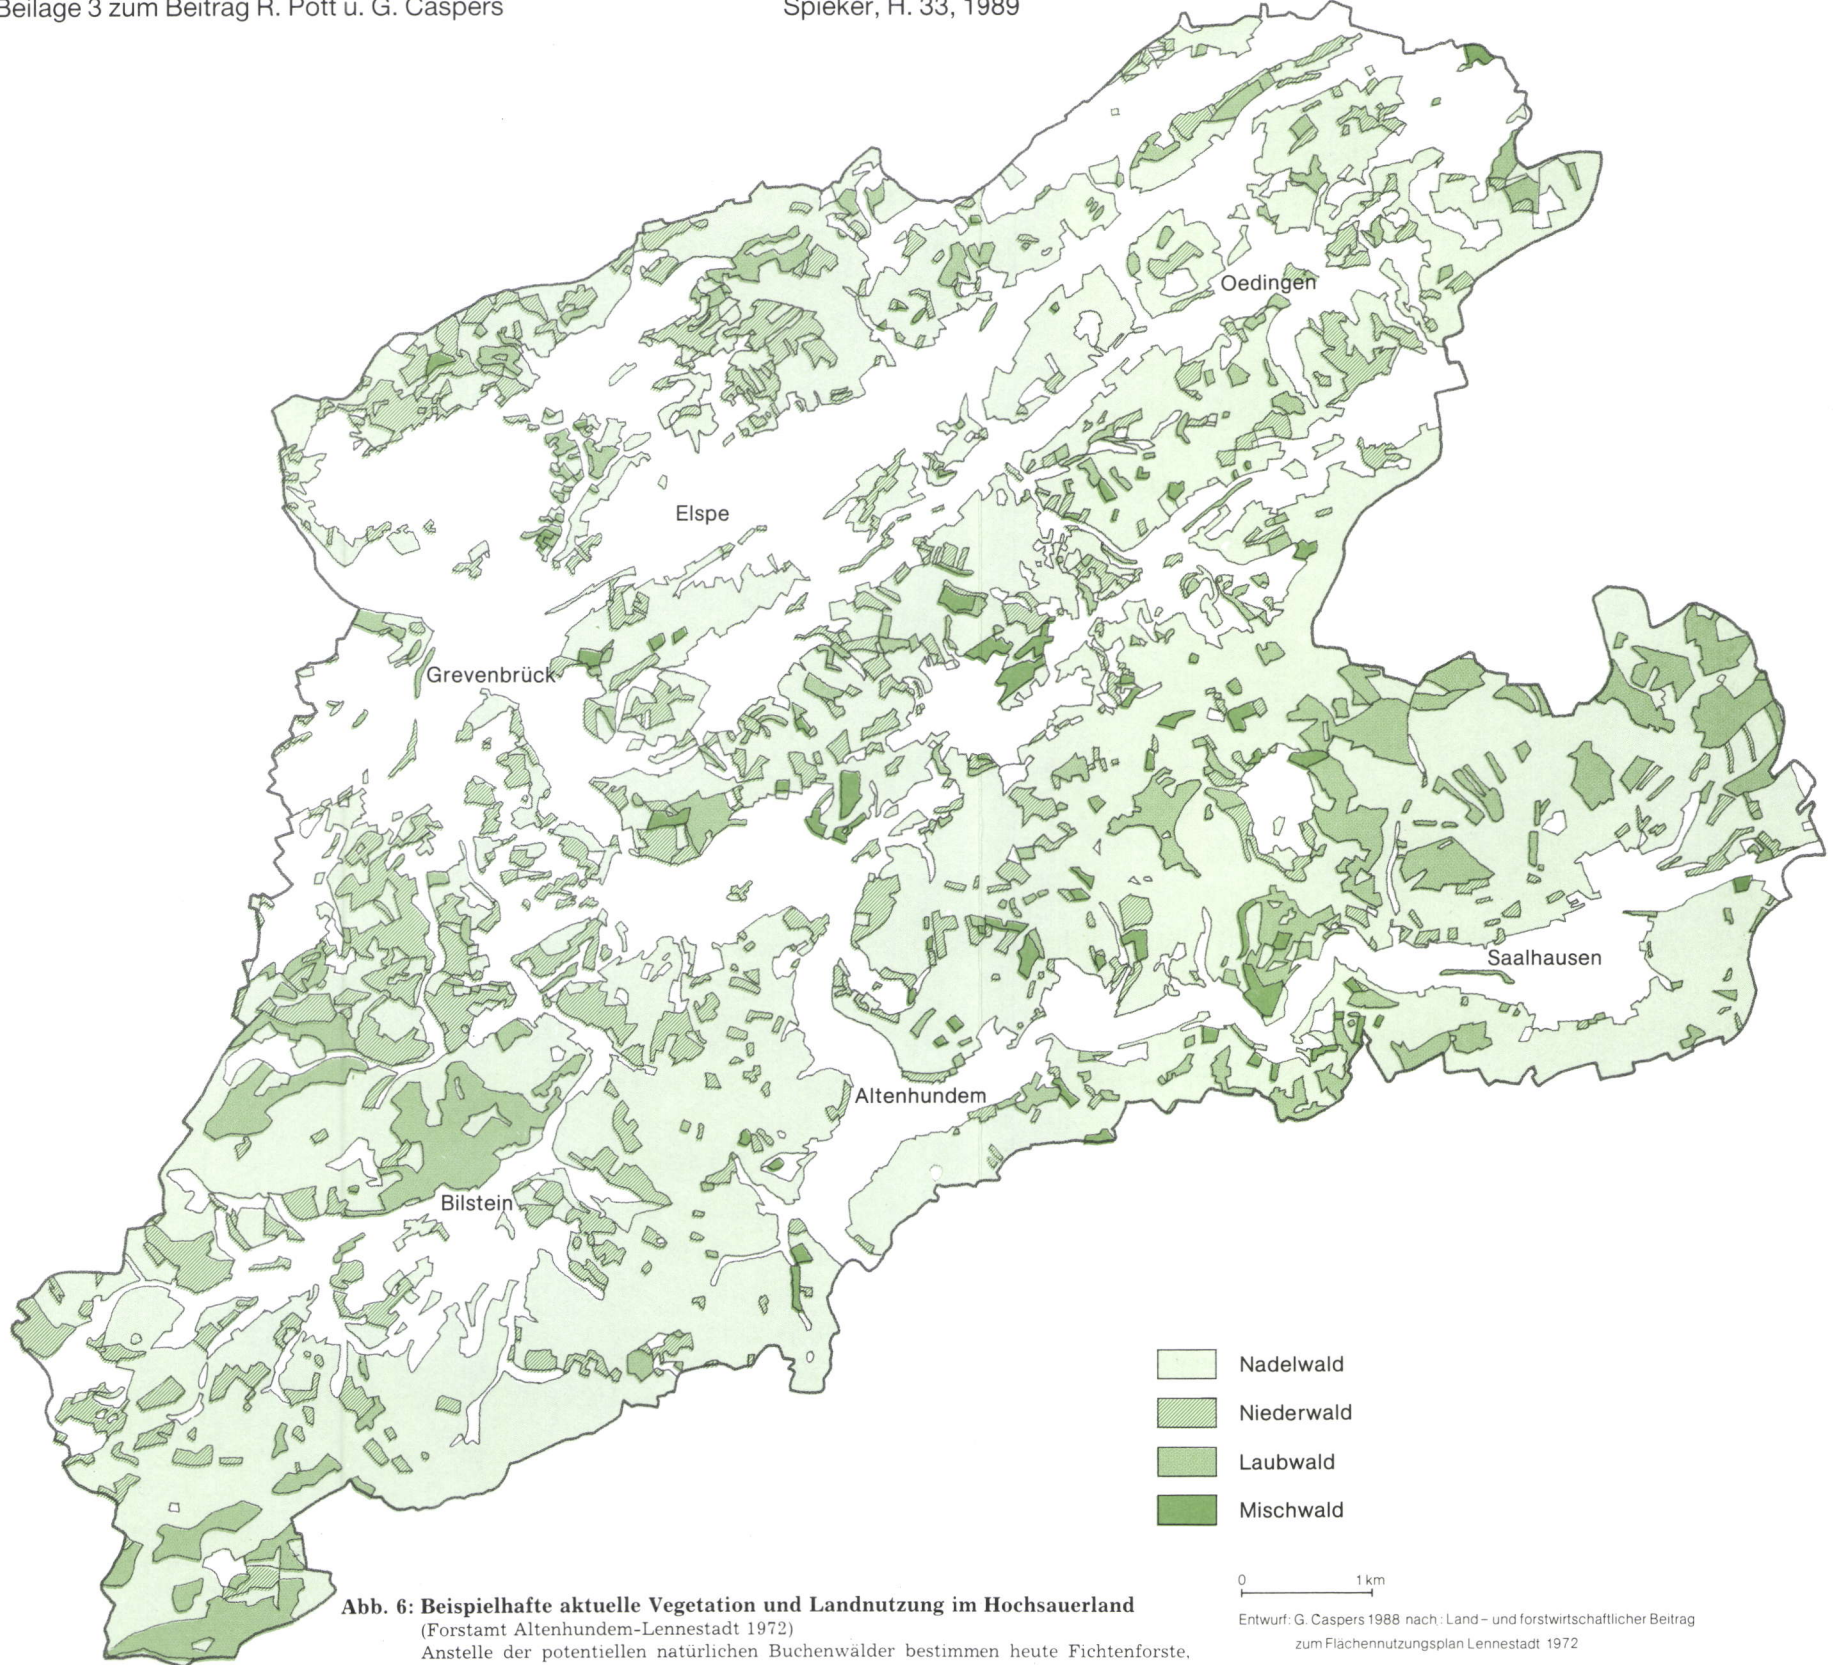 Beilage 3 zum Beitrag R. Pott u. G. Caspers
Spieker, H. 33, 1989
Oedingen
Elspe
Grevenbrück
Saalhausen
Altenhundem
Bilstein
Nadelwald
Niederwald
Laubwald
Mischwald
0 1 km
Entwurf: G. Caspers 1988 nach: Land- und forstwirtschaftlicher Beitrag
zum Flächennutzungsplan Lennestadt 1972
Abb. 6: Beispielhafte aktuelle Vegetation und Landnutzung im Hochsauerland
(Forstamt Altenhundem-Lennestadt 1972)
Anstelle der potentiellen natürlichen Buchenwälder bestimmen heute Fichtenforste,